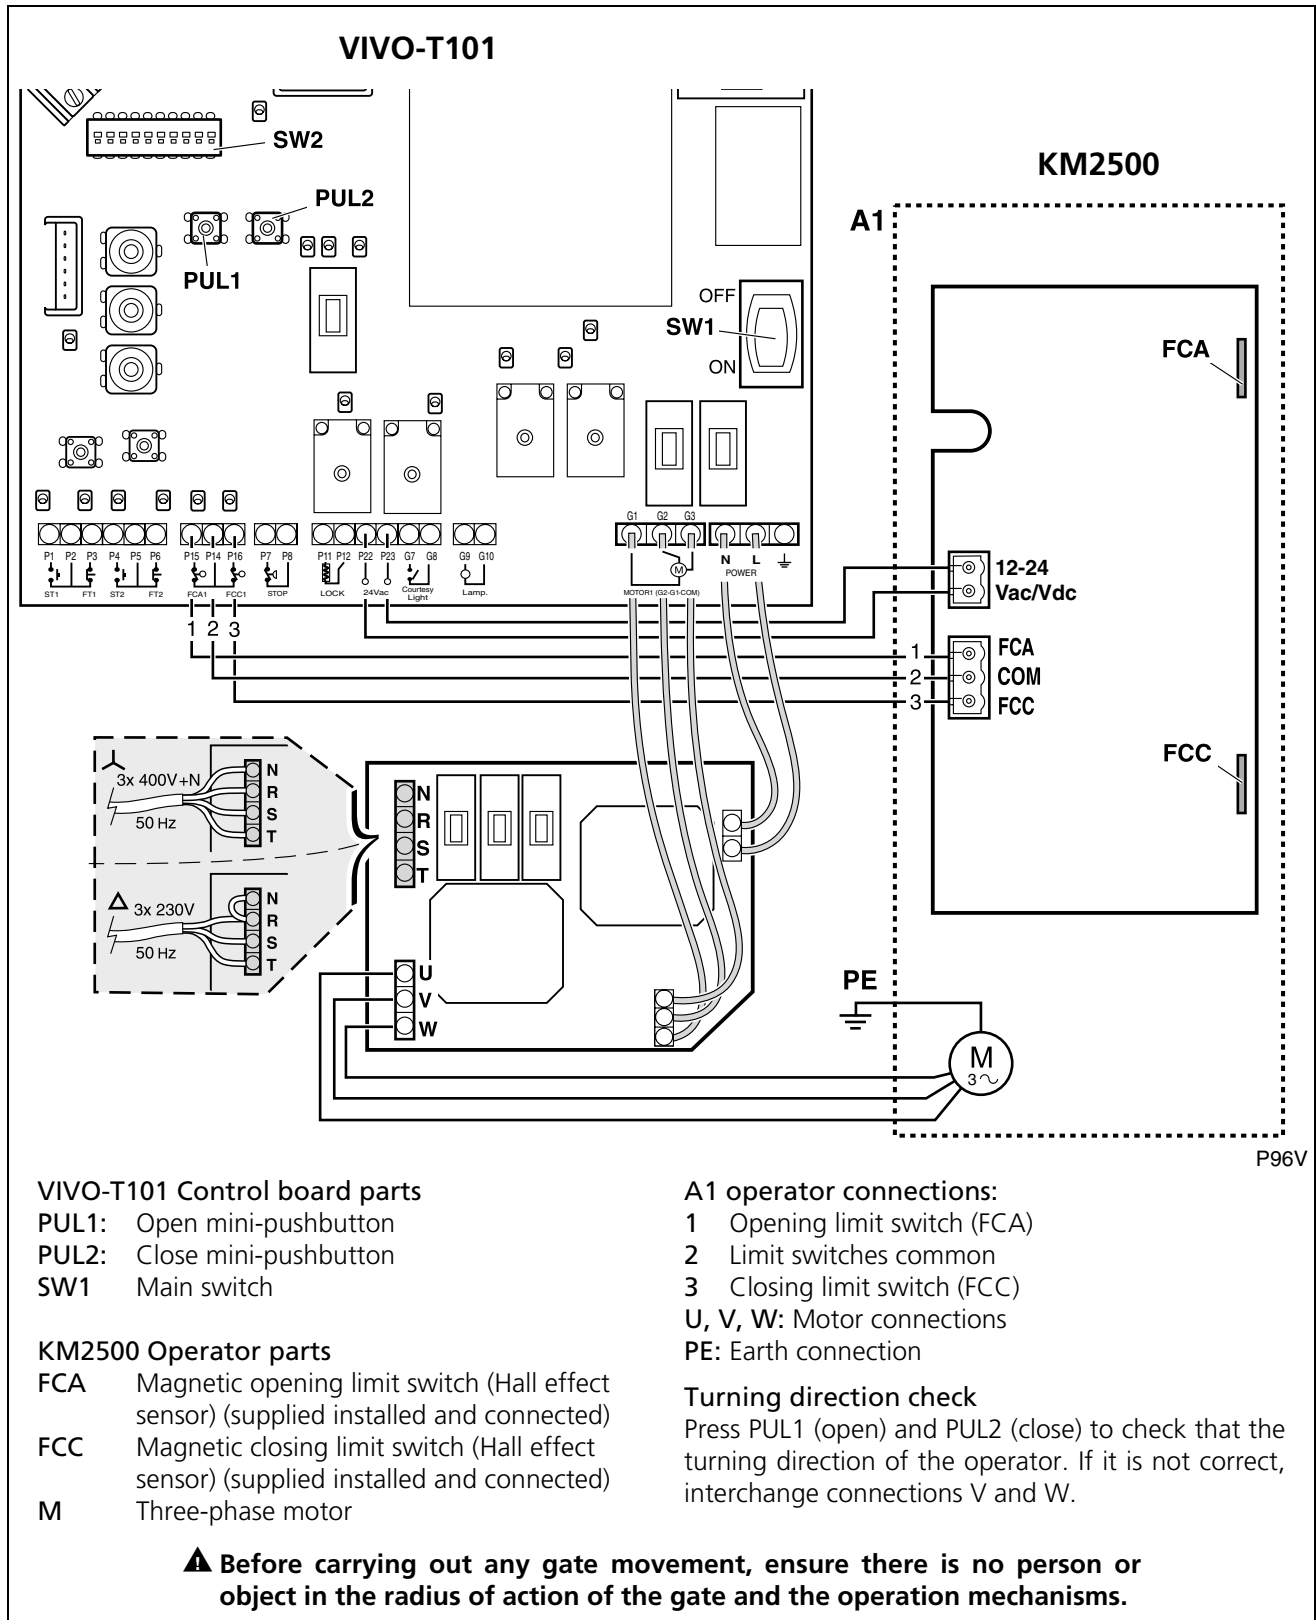 VIVO-T101
SW2
KM2500
PUL2
A1
PUL1
OFF
SW1
ON
FCA
G1 G2 G3
P1 P2 P3 P4 P5 P6 P15 P14 P16 P7 P8 P11 P12 P22 P23 G7 G8 G9 G10
M
N L
POWER
ST1 FT1 ST2 FT2 FCA1 FCC1 STOP LOCK 24Vac Courtesy
Light
Lamp.
MOTOR1 (G2-G1-COM)
12-24
Vac/Vdc
1 2 3
1 FCA
2 COM
3 FCC
FCC
3x 400V+N
50 Hz
N
R
S
T
3x 230V
50 Hz
N
R
S
T
N
R
S
T
U
V
W
PE
M
3~
P96V
VIVO-T101 Control board parts
PUL1: Open mini-pushbutton
PUL2: Close mini-pushbutton
SW1 Main switch
KM2500 Operator parts
FCA Magnetic opening limit switch (Hall effect
sensor) (supplied installed and connected)
FCC Magnetic closing limit switch (Hall effect
sensor) (supplied installed and connected)
M Three-phase motor
A1 operator connections:
1 Opening limit switch (FCA)
2 Limit switches common
3 Closing limit switch (FCC)
U, V, W: Motor connections
PE: Earth connection
Turning direction check
Press PUL1 (open) and PUL2 (close) to check that the
turning direction of the operator. If it is not correct,
interchange connections V and W.
Before carrying out any gate movement, ensure there is no person or
object in the radius of action of the gate and the operation mechanisms.